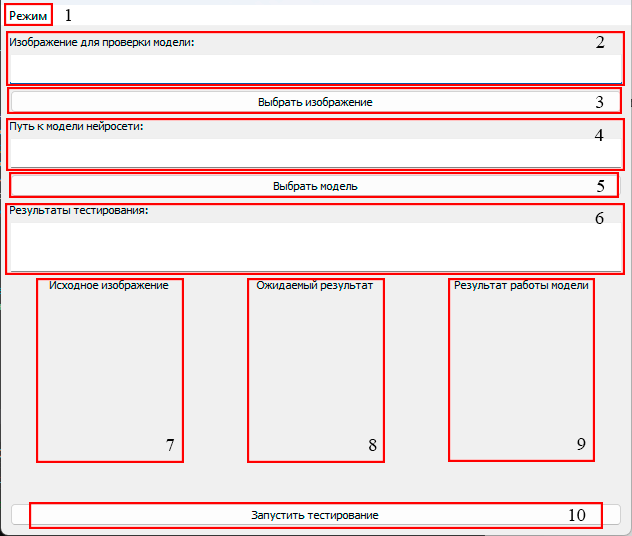 Режим 1
Изображение для проверки модели: 2
Выбрать изображение 3
Путь к модели нейросети: 4
Выбрать модель 5
Результаты тестирования: 6
Исходное изображение Ожидаемый результат Результат работы модели
7 8 9
Запустить тестирование 10